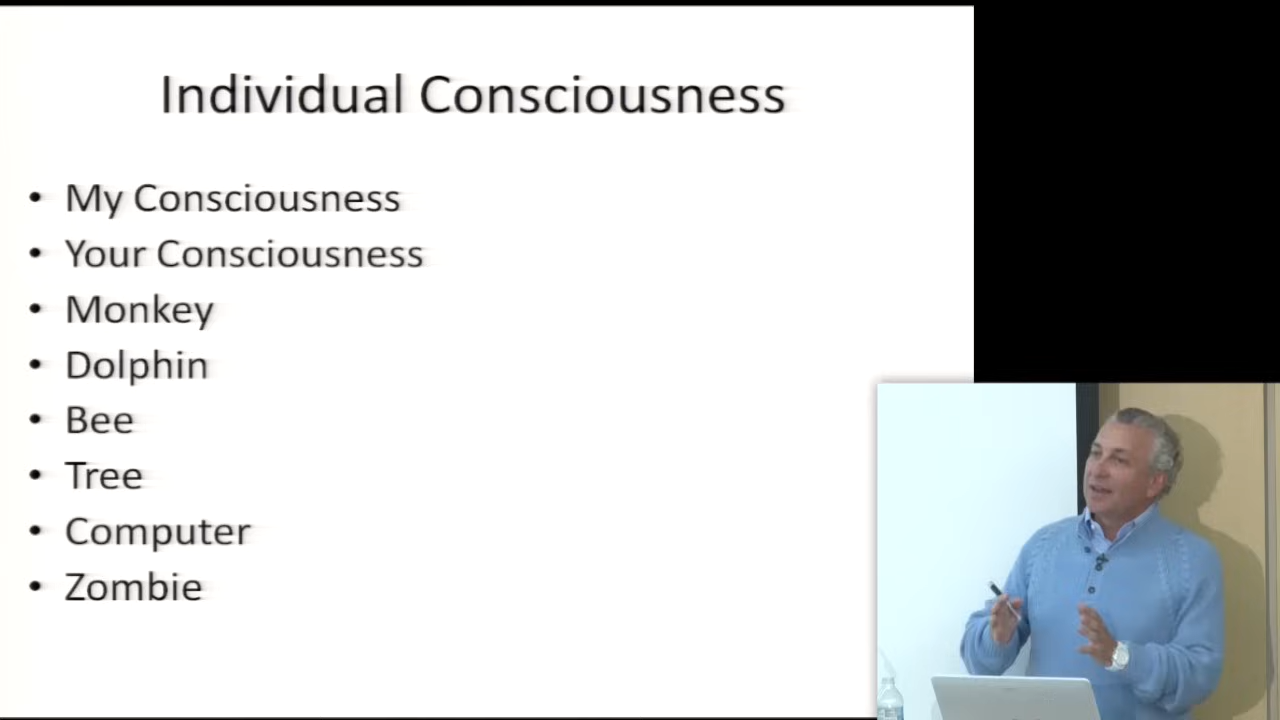 Individual Consciousness
• My Consciousness
• Your Consciousness
• Monkey
• Dolphin
• Bee
• Tree
• Computer
• Zombie